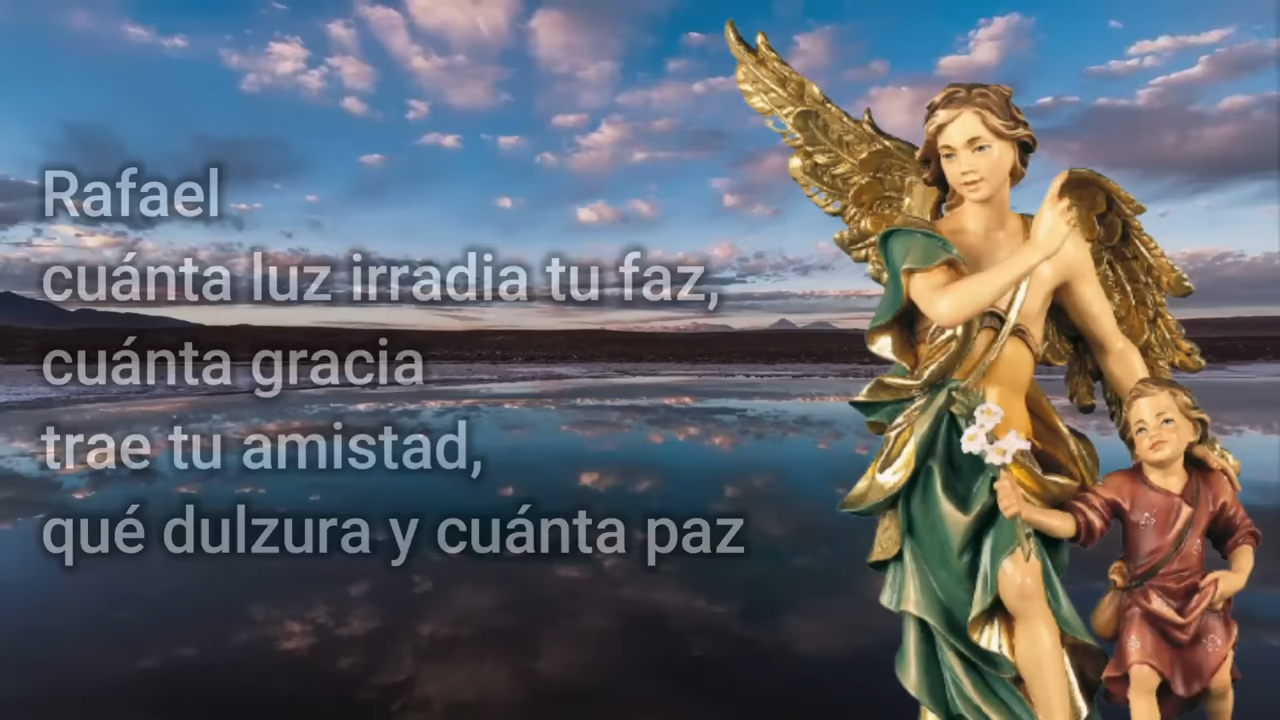 Rafael
cuánta luz irradia tu faz,
cuánta gracia
trae tu amistad,
qué dulzura y cuánta paz